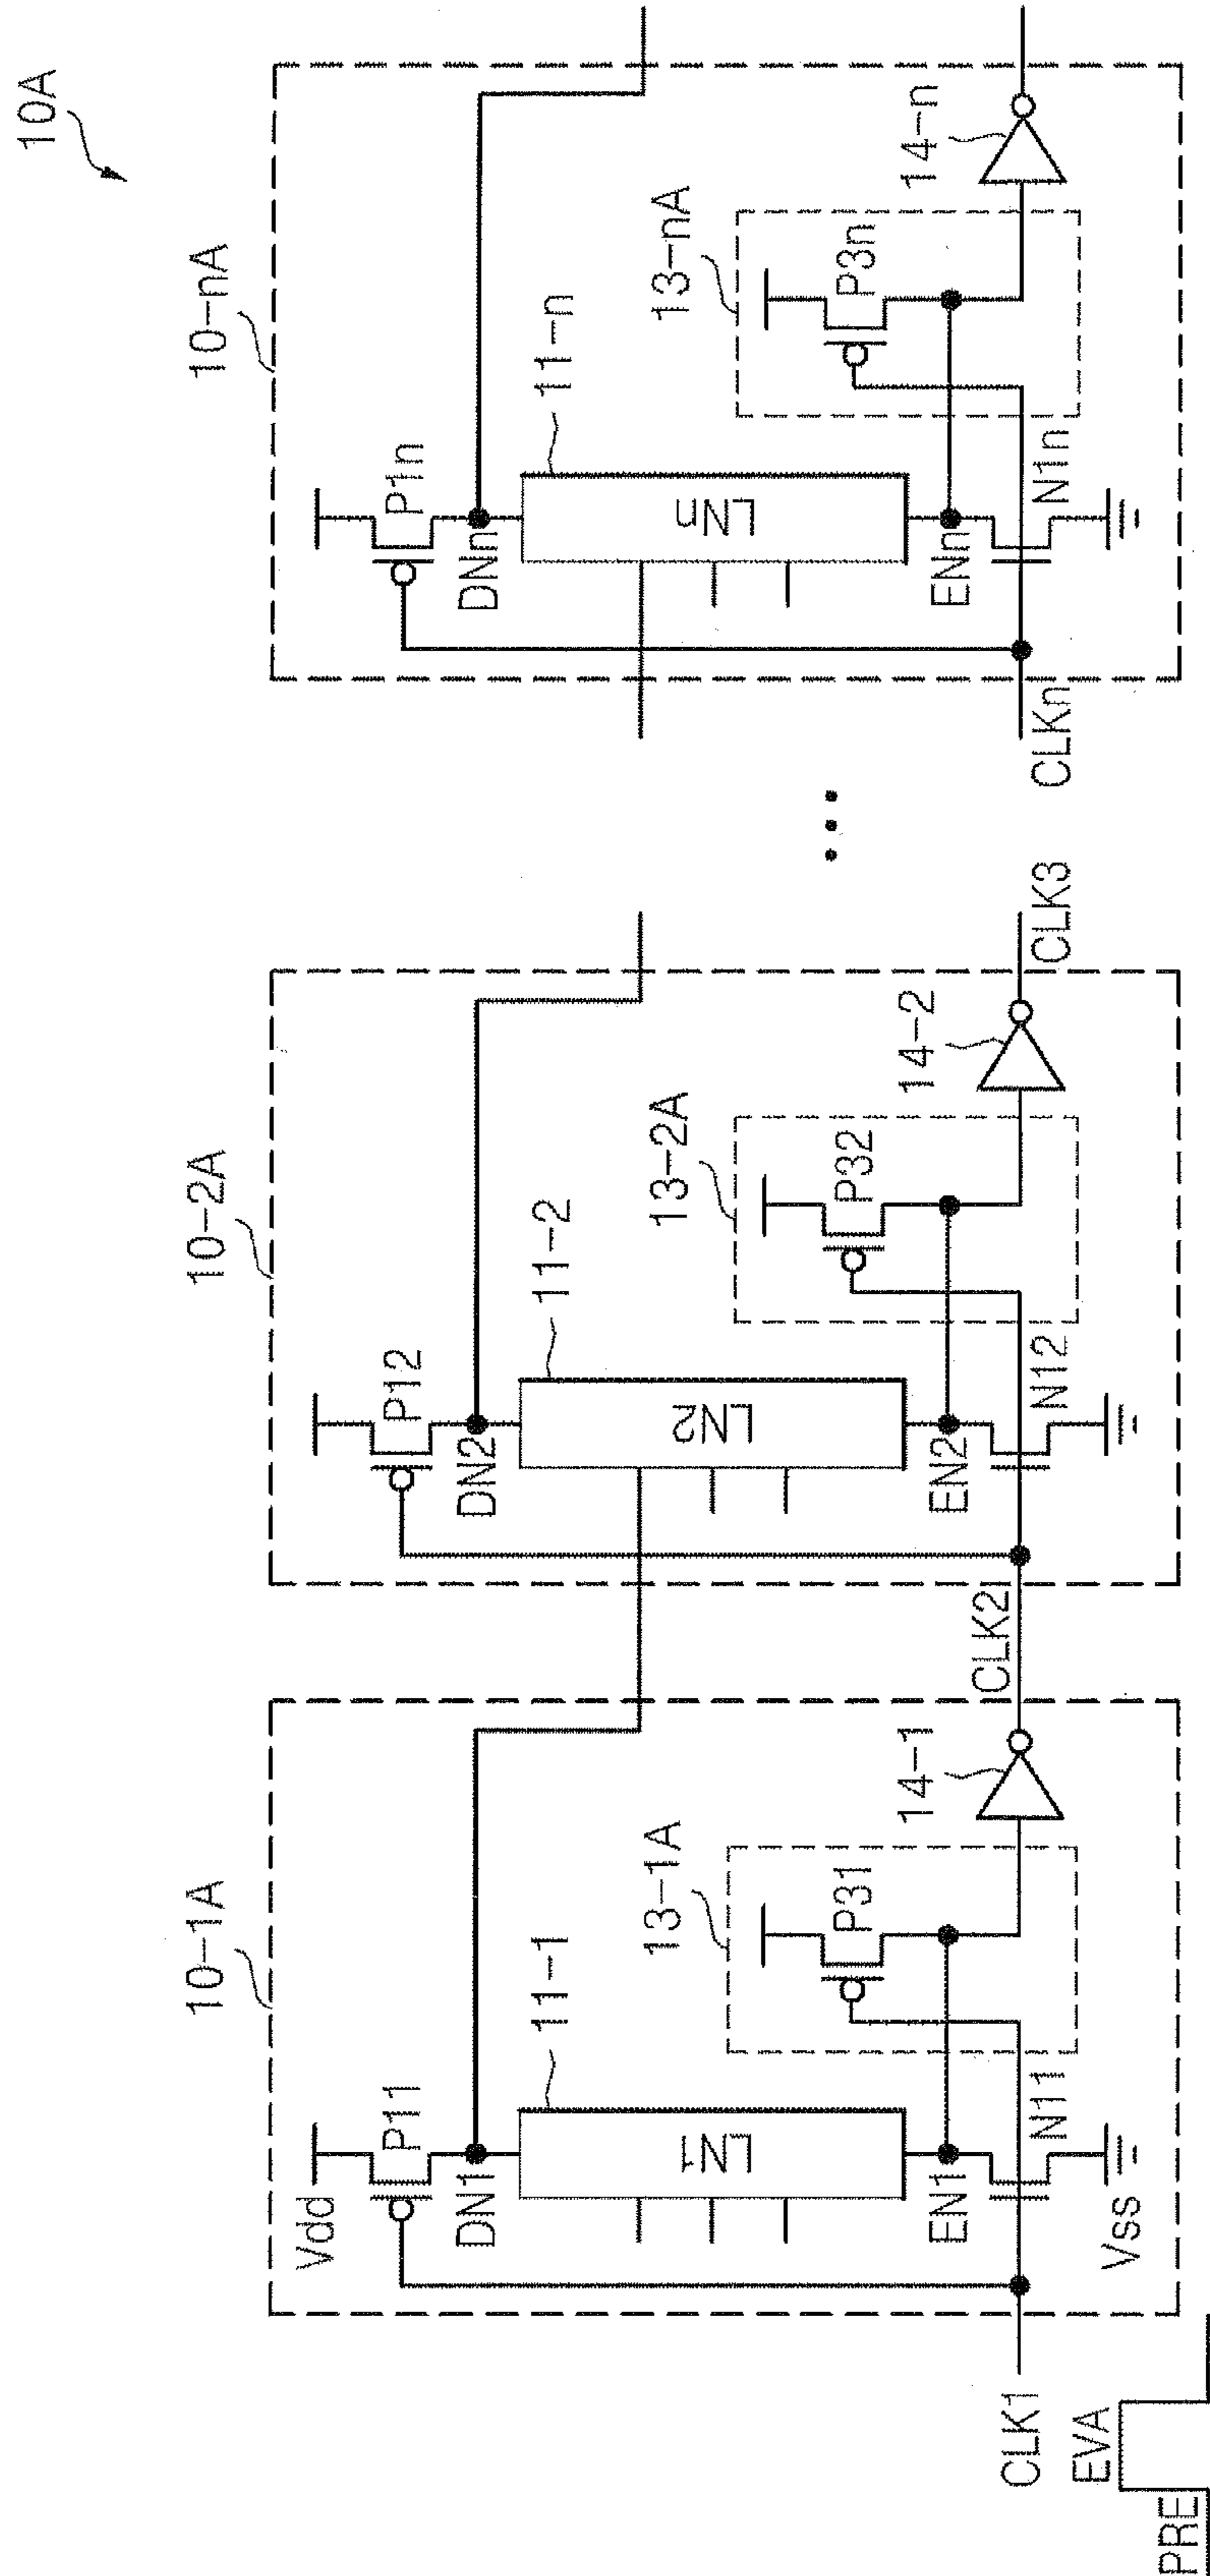 10A
10-1A
10-2A
10-nA
Vdd
P11
P12
P1n
DN1
11-1
DN2
11-2
DNn
11-n
LN1
LN2
LNn
13-1A
13-2A
13-nA
P31
P32
P3n
14-1
14-2
14-n
EN1
EN2
ENn
N11
N12
N1n
CLK1
CLK2
CLK3
CLKn
Vss
EVA
PRE